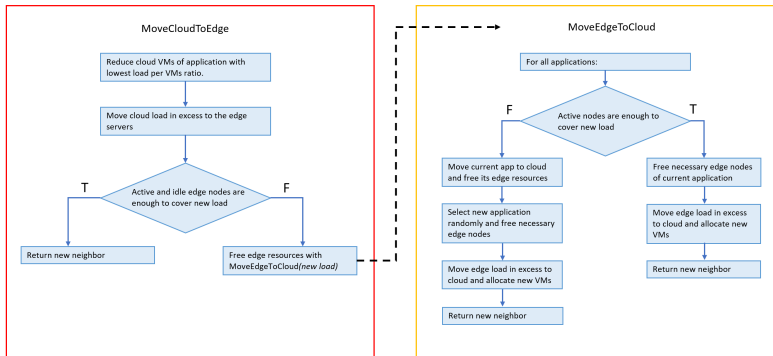 MoveCloudToEdge
Reduce cloud VMs of application with
lowest load per VMs ratio.
Move cloud load in excess to the edge
servers
Active and idle edge nodes are
enough to cover new load
T
F
Return new neighbor
Free edge resources with
MoveEdgeToCloud(new load)
MoveEdgeToCloud
For all applications:
Active nodes are enough to
cover new load
F
T
Move current app to cloud
and free its edge resources
Select new application
randomly and free necessary
edge nodes
Move edge load in excess to
cloud and allocate new VMs
Return new neighbor
Free necessary edge nodes
of current application
Move edge load in excess
to cloud and allocate new
VMs
Return new neighbor